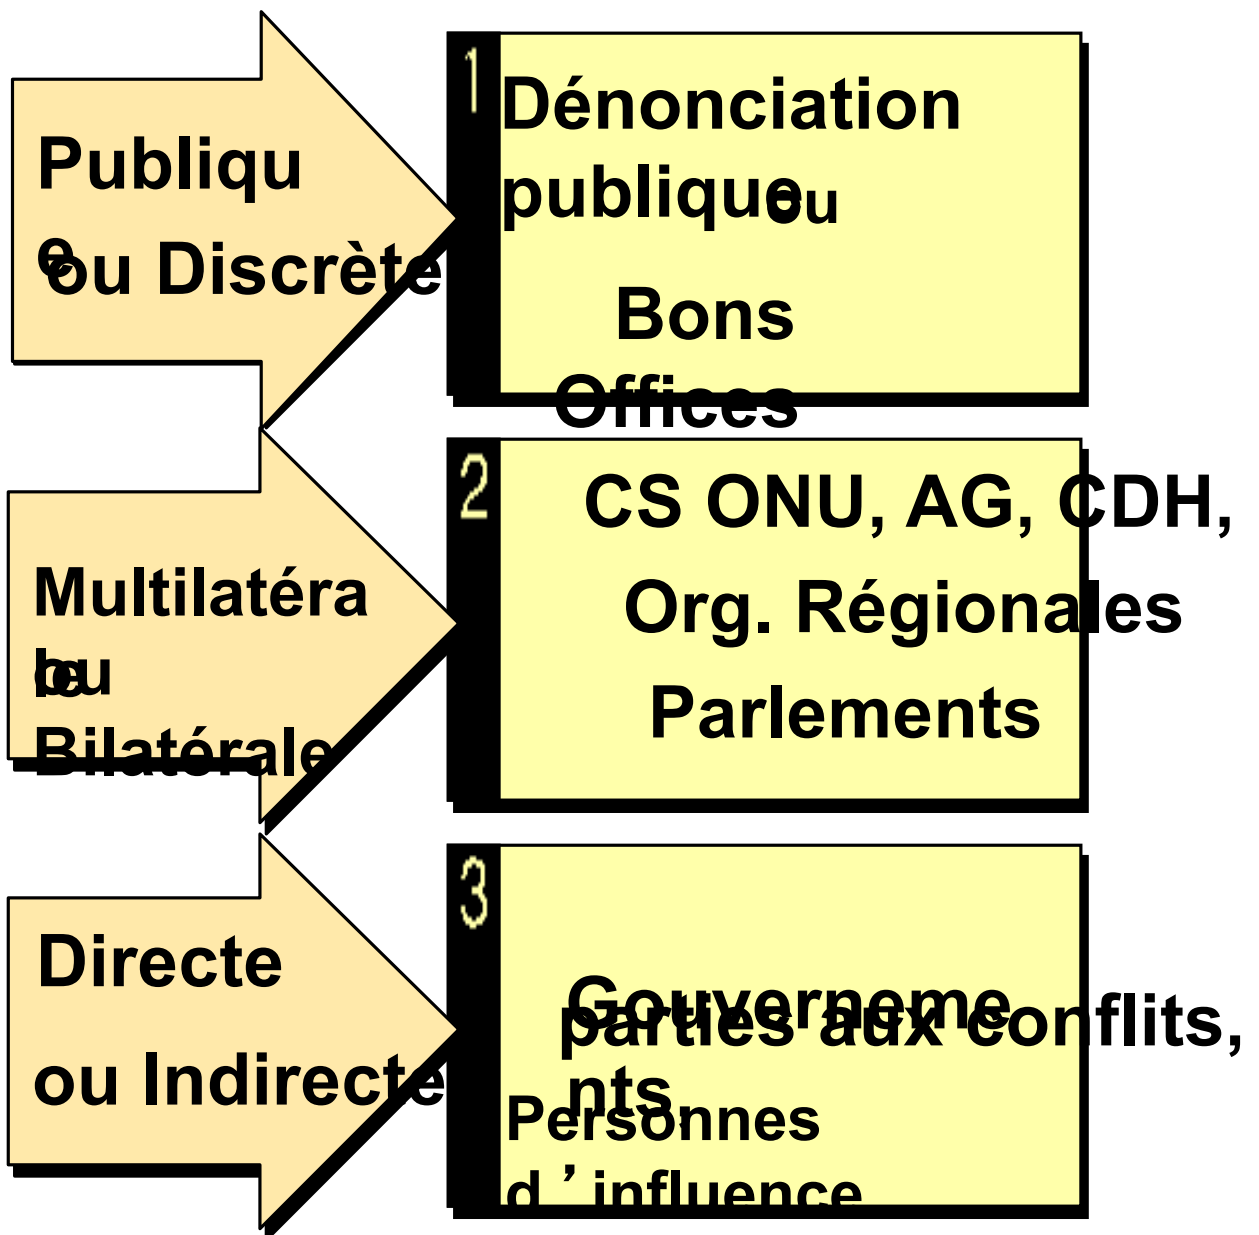 Publiqu
e
ou Discrète
1
Dénonciation
publique
ou
Bons
Offices
Multilatéra
le
ou
Bilatérale
2
CS ONU, AG, CDH,
Org. Régionales
Parlements
Directe
ou Indirecte
3
Gouverneme
nts,
parties aux conflits,
Personnes
d ’ influence